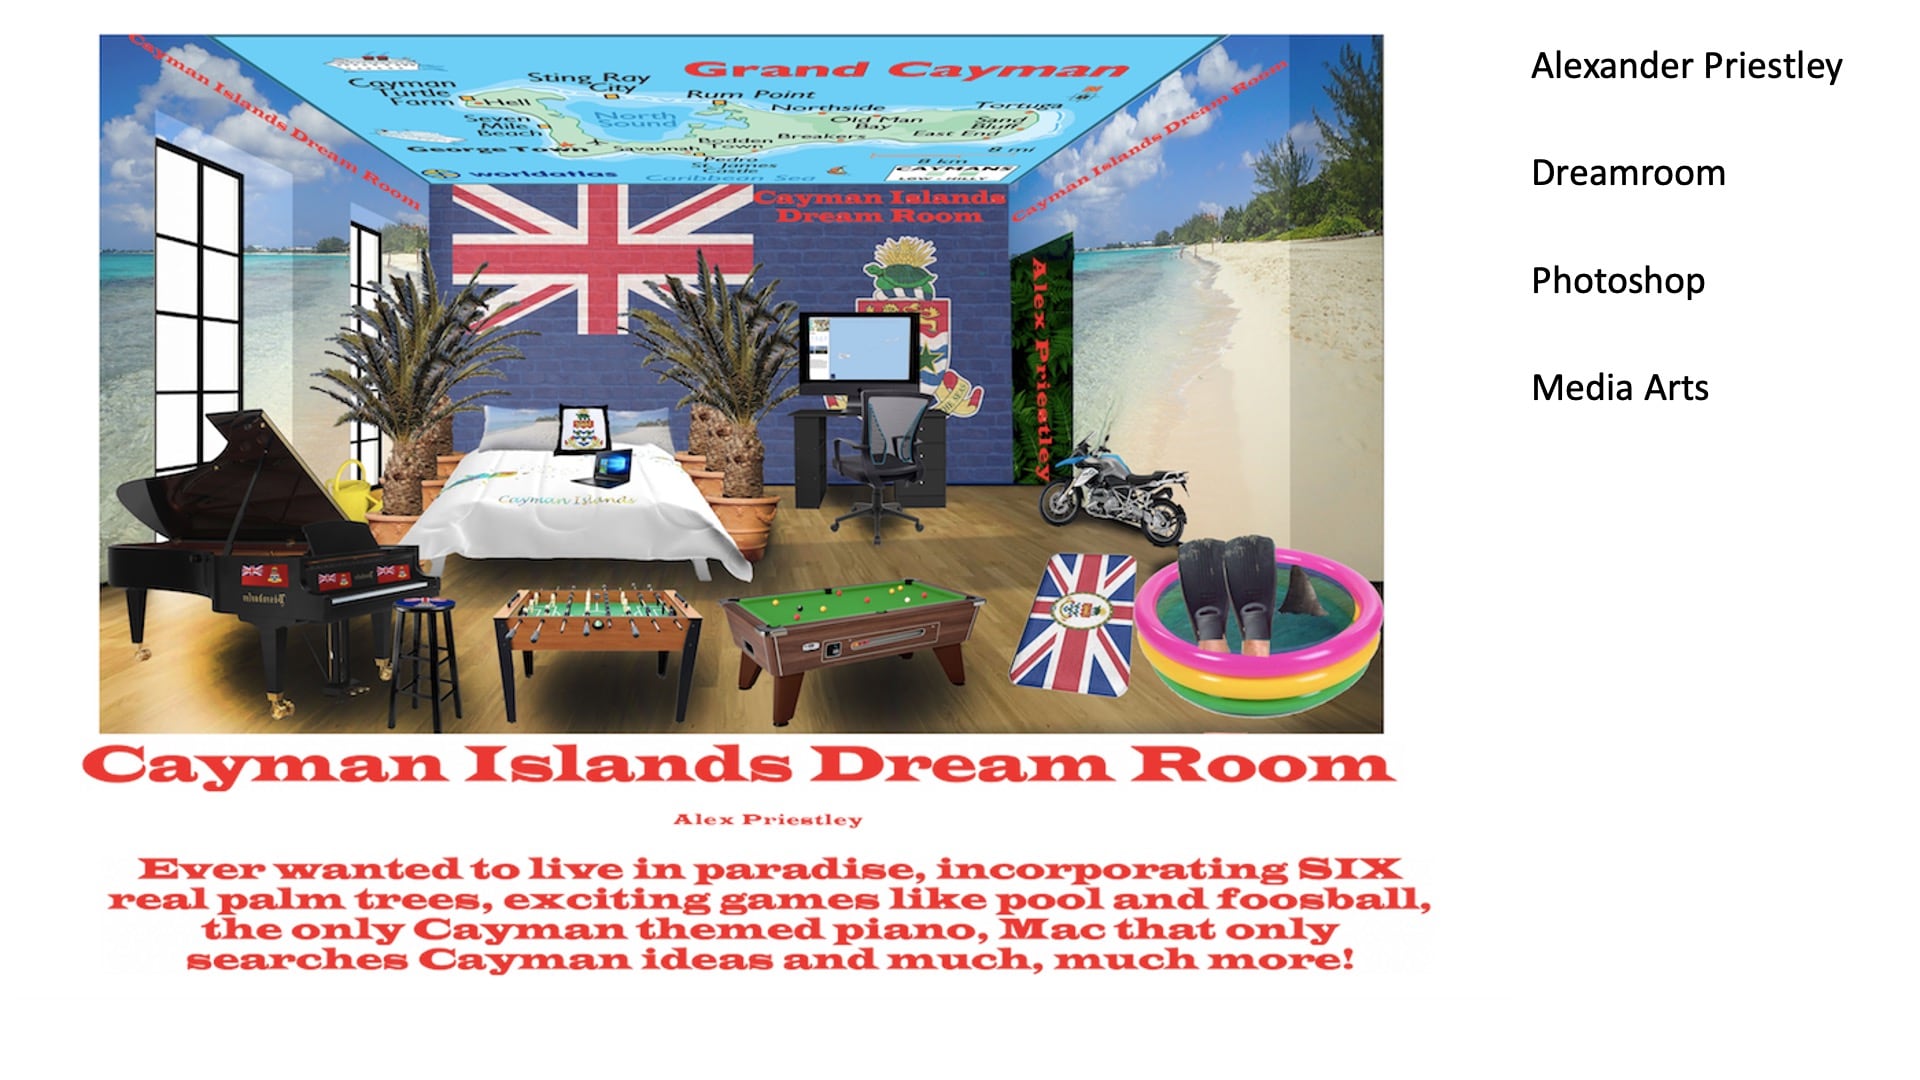 Cayman Islands Dream Room
Grand Cayman
Cayman
Turtle
Farm
Hell
Sting Ray
City
Rum Point
Northside
Tortuga
Seven
Mile
Beach
North
Sound
Old Man
Bay
Sand
Bluff
Breakers
East End
George Town
Savannah
Bodden
Town
8 mi
Pedro
St. James
Castle
8 km
worldatlas
Caribbean Sea
CAYMANS
LOW - HILLY
Cayman Islands Dream Room
Cayman Islands
Dream Room
Alex Priestley
Cayman Islands
Cayman Islands Dream Room
Alex Priestley
Ever wanted to live in paradise, incorporating SIX
real palm trees, exciting games like pool and foosball,
the only Cayman themed piano, Mac that only
searches Cayman ideas and much, much more!
Alexander Priestley
Dreamroom
Photoshop
Media Arts